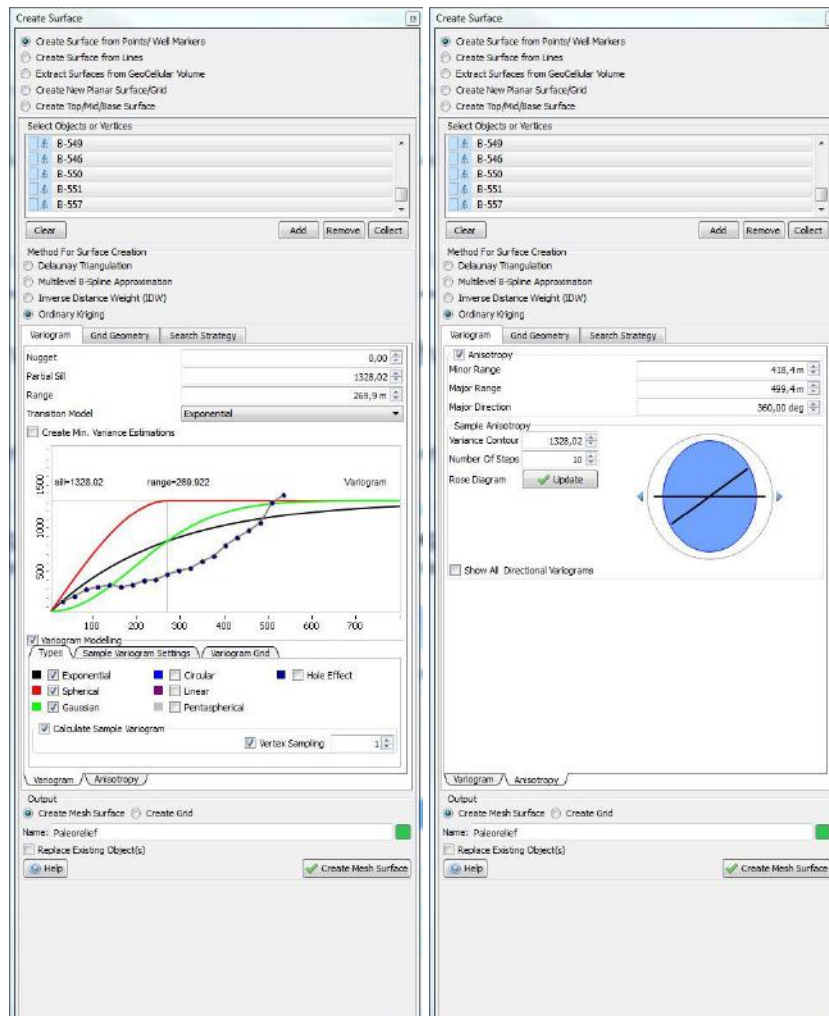 Create Surface
Create Surface from Points/ Well Markers
Create Surface from Lines
Extract Surfaces from GeoCellular Volume
Create New Planar Surface/Grid
Create Top/Mid/Base Surface
Select Objects or Vertices
B-549
B-546
B-550
B-551
B-557
Clear Add Remove Collect
Method For Surface Creation
Delaunay Triangulation
Multilevel B-Spline Approximation
Inverse Distance Weight (IDW)
Ordinary Kriging
Variogram Grid Geometry Search Strategy
Nugget 0,00
Partial Sill 1328,02
Range 269,9 m
Transition Model Exponential
Create Min. Variance Estimations
sill=1328.02 range=269.922 Variogram
1500
1000
500
100 200 300 400 500 600 700
Variogram Modelling
Types Sample Variogram Settings Variogram Grid
Exponential Circular Hole Effect
Spherical Linear
Gaussian Pentaspherical
Calculate Sample Variogram
Vertex Sampling 1
Variogram Anisotropy
Output
Create Mesh Surface Create Grid
Name: Paleorelief
Replace Existing Object(s)
Help Create Mesh Surface
Create Surface
Create Surface from Points/ Well Markers
Create Surface from Lines
Extract Surfaces from GeoCellular Volume
Create New Planar Surface/Grid
Create Top/Mid/Base Surface
Select Objects or Vertices
B-549
B-546
B-550
B-551
B-557
Clear Add Remove Collect
Method For Surface Creation
Delaunay Triangulation
Multilevel B-Spline Approximation
Inverse Distance Weight (IDW)
Ordinary Kriging
Variogram Grid Geometry Search Strategy
Anisotropy
Minor Range 418,4 m
Major Range 499,4 m
Major Direction 360,00 deg
Sample Anisotropy
Variance Contour 1328,02
Number Of Steps 10
Rose Diagram Update
Show All Directional Variograms
Variogram Anisotropy
Output
Create Mesh Surface Create Grid
Name: Paleorelief
Replace Existing Object(s)
Help Create Mesh Surface